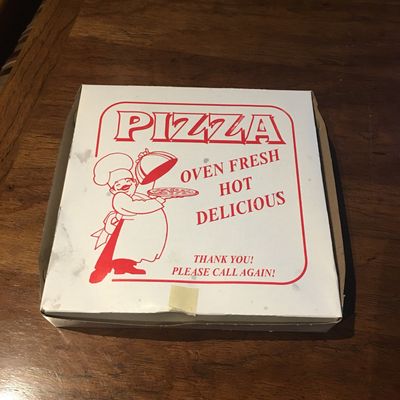 PIZZA
OVEN FRESH
HOT
DELICIOUS
THANK YOU!
PLEASE CALL AGAIN!